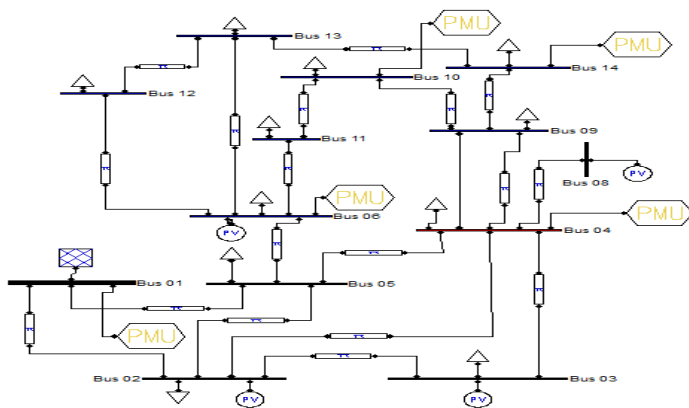 Bus 13
PMU
PMU
Bus 10
Bus 14
Bus 12
Bus 11
Bus 09
Bus 08
PV
PMU
Bus 06
PV
PMU
Bus 04
Bus 01
Bus 05
PMU
Bus 02
Bus 03
PV
PV